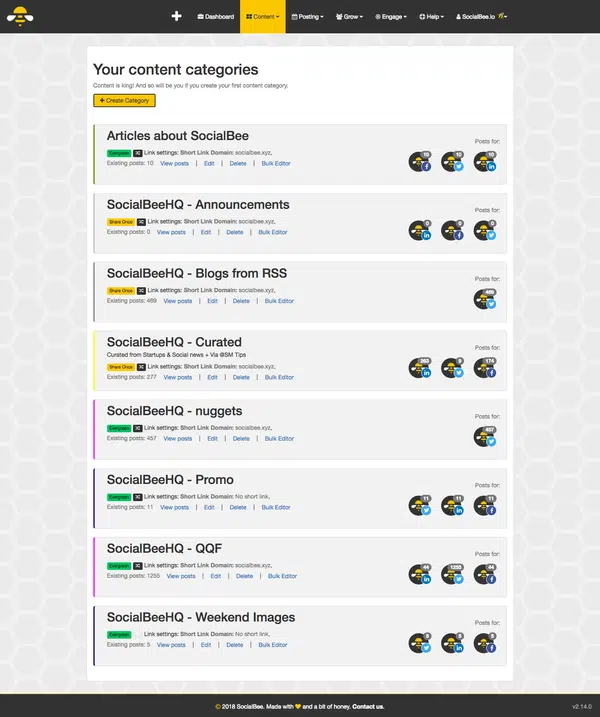 Dashboard Content Posting Grow Engage Help SocialBee.io
Your content categories
Content is king! And so will be you if you create your first content category.
+ Create Category
Articles about SocialBee
Posts for:
Evergreen Link settings: Short Link Domain: socialbee.xyz,
10 10 10
Existing posts: 10 View posts | Edit | Delete | Bulk Editor
SocialBeeHQ - Announcements
Posts for:
Share Once Link settings: Short Link Domain: socialbee.xyz,
0 0 0
Existing posts: 0 View posts | Edit | Delete | Bulk Editor
SocialBeeHQ - Blogs from RSS
Posts for:
Share Once Link settings: Short Link Domain: socialbee.xyz,
469
Existing posts: 469 View posts | Edit | Delete | Bulk Editor
SocialBeeHQ - Curated
Posts for:
Curated from Startups & Social news + Via @SM Tips
263 9 174
Share Once Link settings: Short Link Domain: socialbee.xyz,
Existing posts: 277 View posts | Edit | Delete | Bulk Editor
SocialBeeHQ - nuggets
Posts for:
Evergreen Link settings: Short Link Domain: socialbee.xyz,
457
Existing posts: 457 View posts | Edit | Delete | Bulk Editor
SocialBeeHQ - Promo
Posts for:
Evergreen Link settings: Short Link Domain: No short link,
11 11 11
Existing posts: 11 View posts | Edit | Delete | Bulk Editor
SocialBeeHQ - QQF
Posts for:
Evergreen Link settings: Short Link Domain: socialbee.xyz,
44 1255 44
Existing posts: 1255 View posts | Edit | Delete | Bulk Editor
SocialBeeHQ - Weekend Images
Posts for:
Evergreen Link settings: Short Link Domain: No short link,
5 5 5
Existing posts: 5 View posts | Edit | Delete | Bulk Editor
© 2018 SocialBee. Made with and a bit of honey. Contact us.
v2.14.0